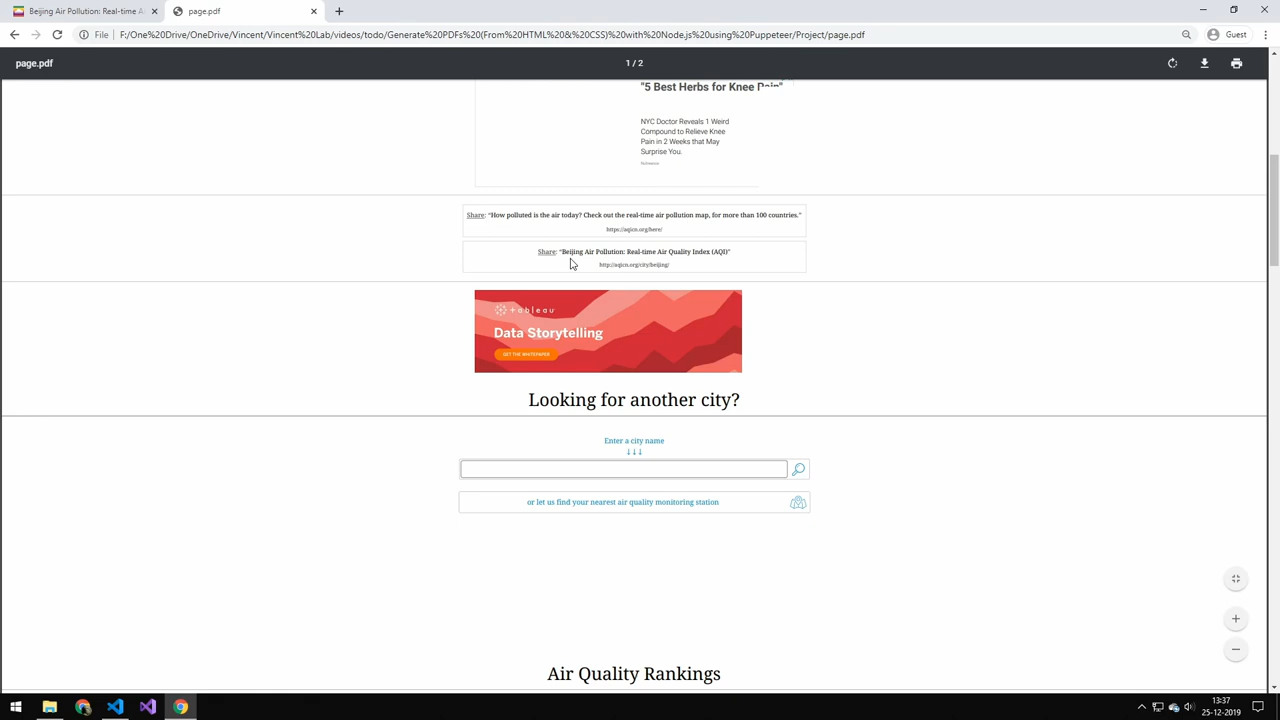 Beijing Air Pollution: Real-time A
page.pdf
File
F:/One%20Drive/OneDrive/Vincent/Vincent%20Lab/videos/todo/Generate%20PDFs%20(From%20HTML%20&%20CSS)%20with%20Node.js%20using%20Puppeteer/Project/page.pdf
Guest
page.pdf
1 / 2
"5 Best Herbs for Knee Pain"
NYC Doctor Reveals 1 Weird
Compound to Relieve Knee
Pain in 2 Weeks that May
Surprise You.
Share: “How polluted is the air today? Check out the real-time air pollution map, for more than 100 countries.”
https://aqicn.org/here/
Share: “Beijing Air Pollution: Real-time Air Quality Index (AQI)”
http://aqicn.org/city/beijing/
+ableau
Data Storytelling
GET THE WHITEPAPER
Looking for another city?
Enter a city name
↓↓↓
or let us find your nearest air quality monitoring station
Air Quality Rankings
13:37
25-12-2019